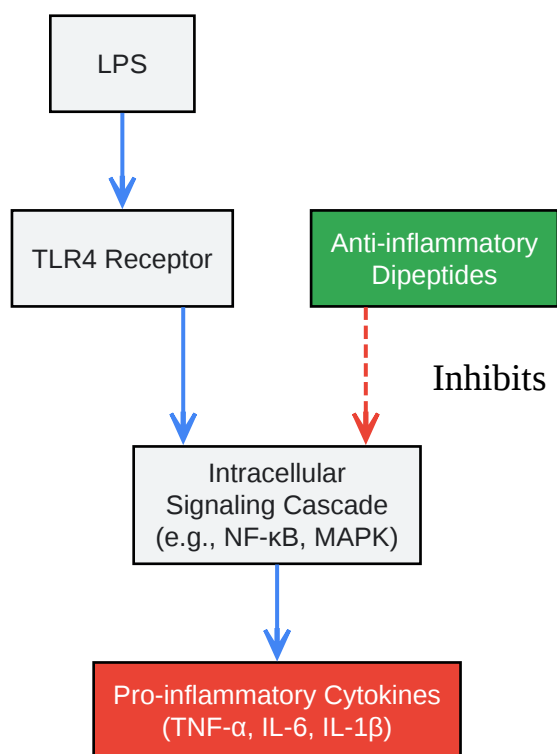 LPS
TLR4 Receptor
Anti-inflammatory
Dipeptides
Inhibits
Intracellular
Signaling Cascade
(e.g., NF-κB, MAPK)
Pro-inflammatory Cytokines
(TNF-α, IL-6, IL-1β)